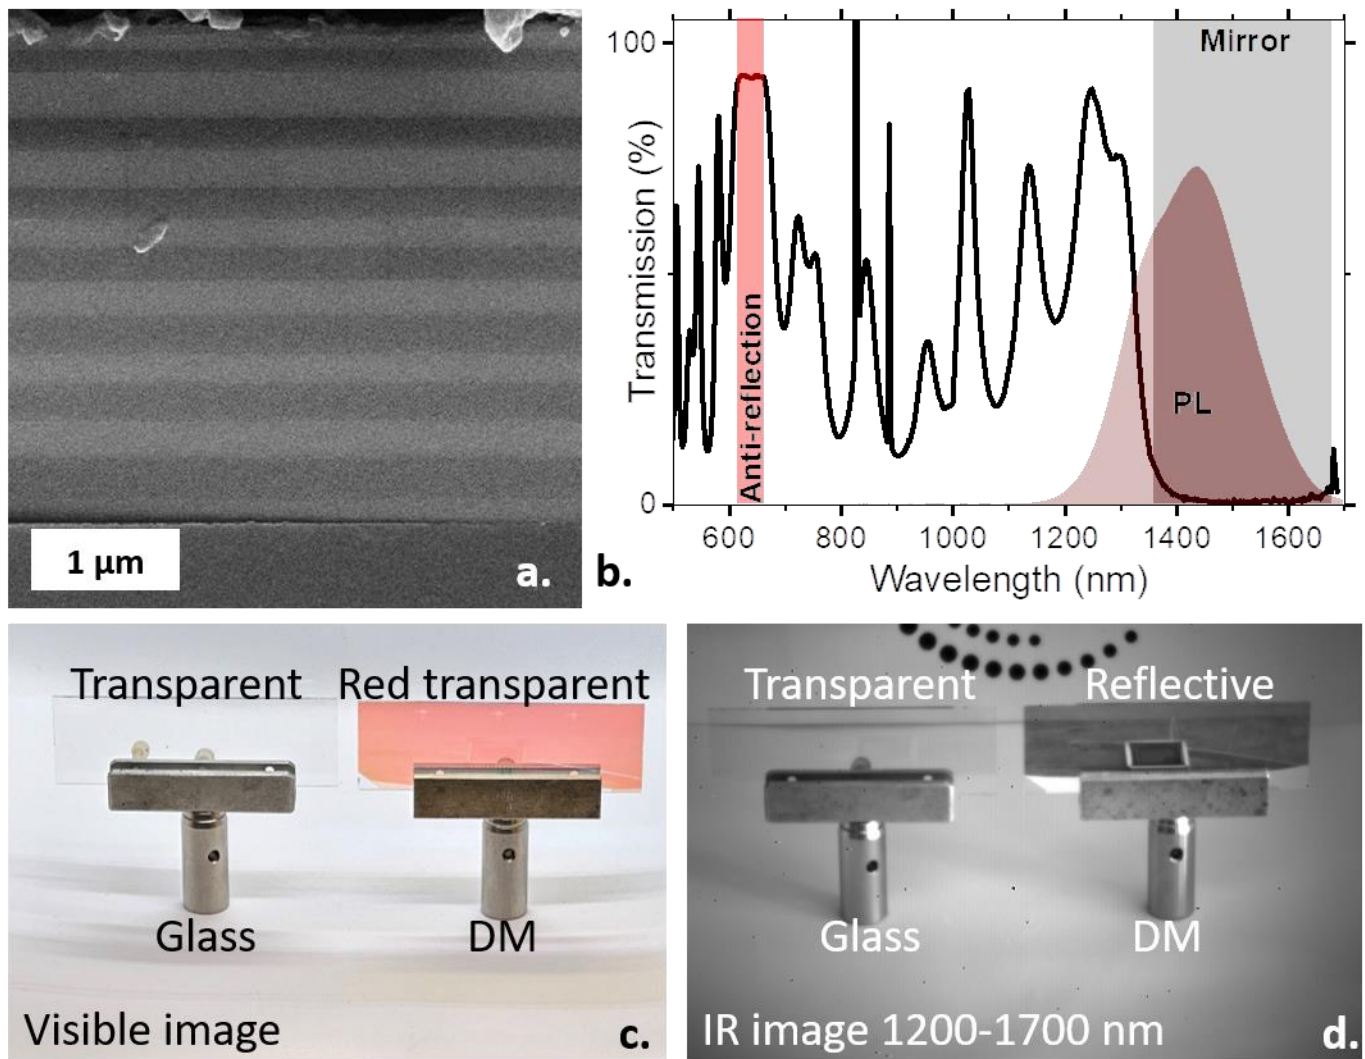 1 μm
a.
b.
Transmission (%)
100
0
Anti-reflection
Mirror
PL
600 800 1000 1200 1400 1600
Wavelength (nm)
Transparent
Red transparent
Glass
DM
Visible image
c.
Transparent
Reflective
Glass
DM
IR image 1200-1700 nm
d.